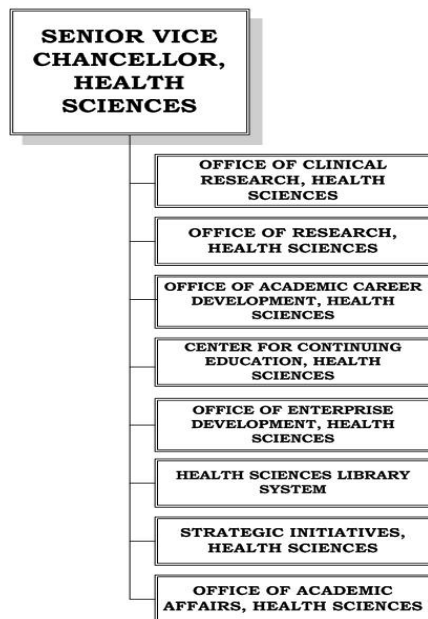 SENIOR VICE
CHANCELLOR,
HEALTH
SCIENCES
OFFICE OF CLINICAL
RESEARCH, HEALTH
SCIENCES
OFFICE OF RESEARCH,
HEALTH SCIENCES
OFFICE OF ACADEMIC CAREER
DEVELOPMENT, HEALTH
SCIENCES
CENTER FOR CONTINUING
EDUCATION, HEALTH
SCIENCES
OFFICE OF ENTERPRISE
DEVELOPMENT, HEALTH
SCIENCES
HEALTH SCIENCES LIBRARY
SYSTEM
STRATEGIC INITIATIVES,
HEALTH SCIENCES
OFFICE OF ACADEMIC
AFFAIRS, HEALTH SCIENCES